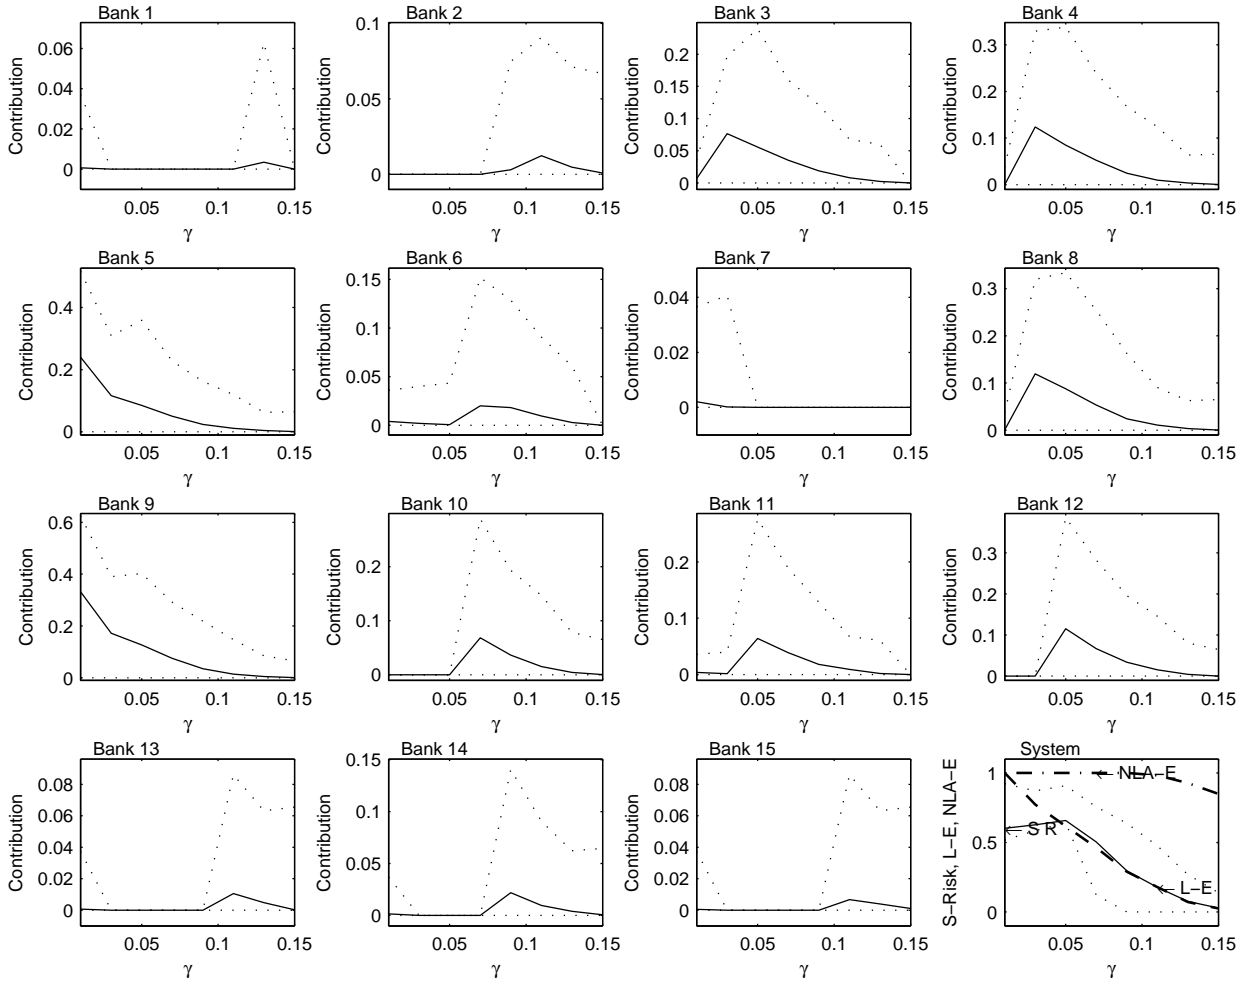 Bank 1
Contribution
0.06
0.04
0.02
0
0.05 0.1 0.15
γ
Bank 2
Contribution
0.1
0.05
0
0.05 0.1 0.15
γ
Bank 3
Contribution
0.2
0.15
0.1
0.05
0
0.05 0.1 0.15
γ
Bank 4
Contribution
0.3
0.2
0.1
0
0.05 0.1 0.15
γ
Bank 5
Contribution
0.4
0.2
0
0.05 0.1 0.15
γ
Bank 6
Contribution
0.15
0.1
0.05
0
0.05 0.1 0.15
γ
Bank 7
Contribution
0.04
0.02
0
0.05 0.1 0.15
γ
Bank 8
Contribution
0.3
0.2
0.1
0
0.05 0.1 0.15
γ
Bank 9
Contribution
0.6
0.4
0.2
0
0.05 0.1 0.15
γ
Bank 10
Contribution
0.2
0.1
0
0.05 0.1 0.15
γ
Bank 11
Contribution
0.2
0.1
0
0.05 0.1 0.15
γ
Bank 12
Contribution
0.3
0.2
0.1
0
0.05 0.1 0.15
γ
Bank 13
Contribution
0.08
0.06
0.04
0.02
0
0.05 0.1 0.15
γ
Bank 14
Contribution
0.15
0.1
0.05
0
0.05 0.1 0.15
γ
Bank 15
Contribution
0.08
0.06
0.04
0.02
0
0.05 0.1 0.15
γ
System
S−Risk, L−E, NLA−E
1
0.5
0
← NLA−E
← S R
← L−E
0.05 0.1 0.15
γ